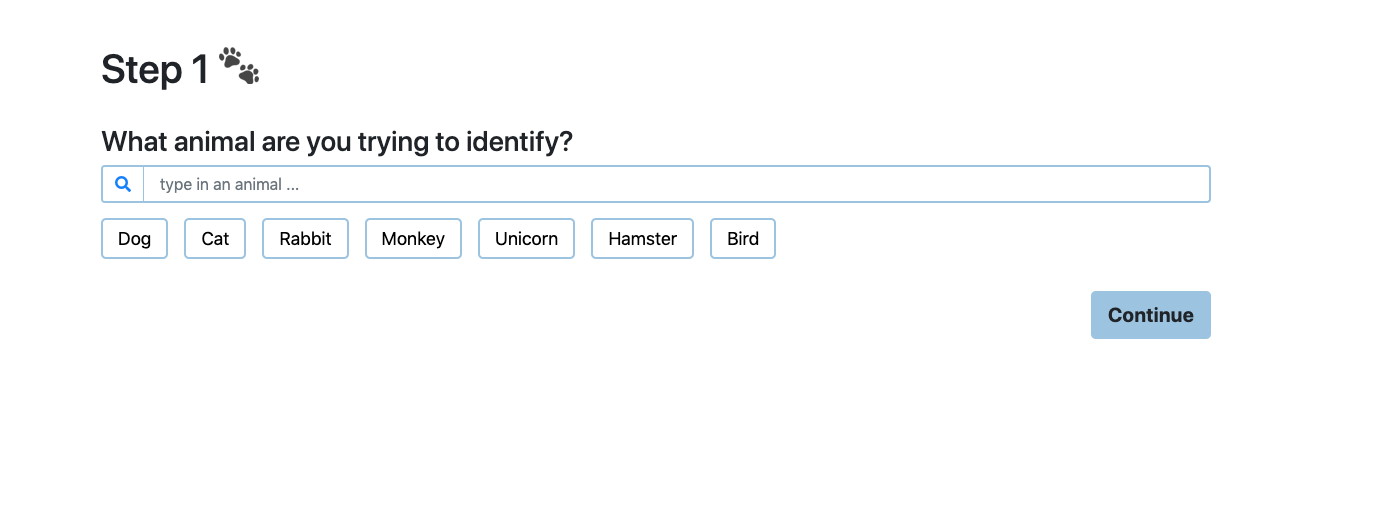 Step 1
What animal are you trying to identify?
type in an animal ...
Dog Cat Rabbit Monkey Unicorn Hamster Bird
Continue